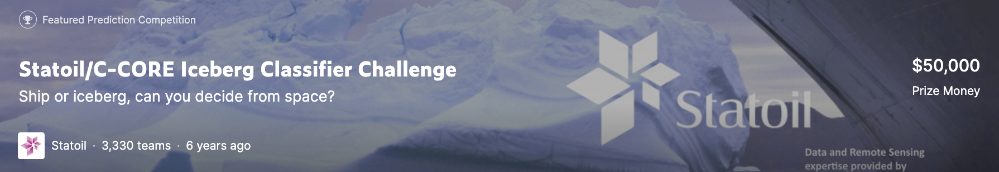 Featured Prediction Competition
Statoil/C-CORE Iceberg Classifier Challenge
Ship or iceberg, can you decide from space?
$50,000
Prize Money
Statoil
Statoil · 3,330 teams · 6 years ago
Data and Remote Sensing
expertise provided by